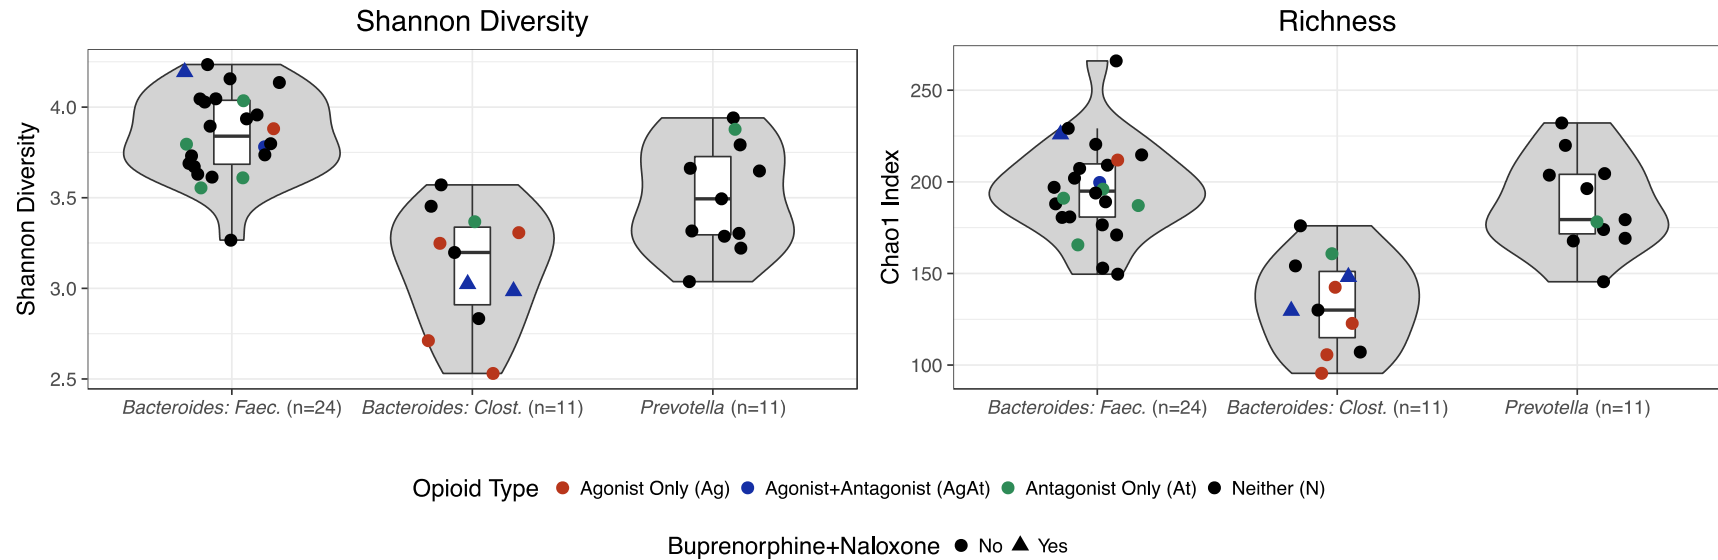 Shannon Diversity
Shannon Diversity
4.0
3.5
3.0
2.5
Bacteroides: Faec. (n=24)
Bacteroides: Clost. (n=11)
Prevotella (n=11)
Richness
Chao1 Index
250
200
150
100
Bacteroides: Faec. (n=24)
Bacteroides: Clost. (n=11)
Prevotella (n=11)
Opioid Type Agonist Only (Ag) Agonist+Antagonist (AgAt) Antagonist Only (At) Neither (N)
Buprenorphine+Naloxone No Yes